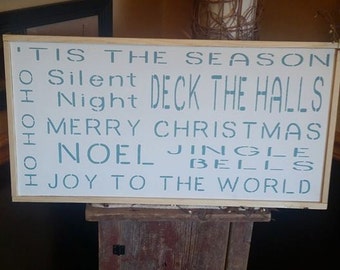 'TIS THE SEASON
HO HO HO
Silent
Night
DECK THE HALLS
MERRY CHRISTMAS
NOEL
JINGLE
BELLS
JOY TO THE WORLD